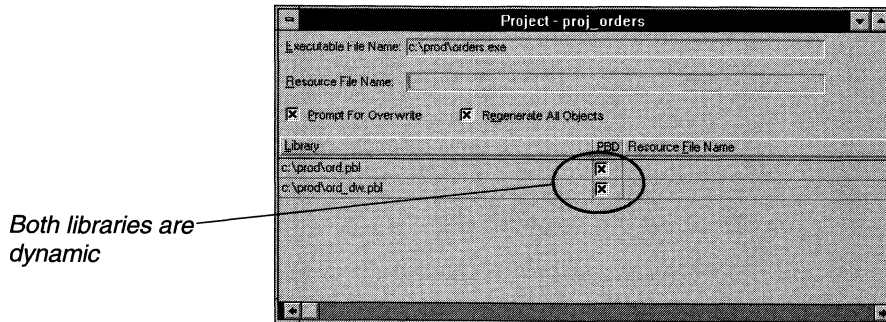 Project - proj_orders
Executable File Name: c:\prod\orders.exe
Resource File Name:
Prompt For Overwrite Regenerate All Objects
Library PBD Resource File Name
c:\prod\ord.pbl
c:\prod\ord_dw.pbl
Both libraries are
dynamic